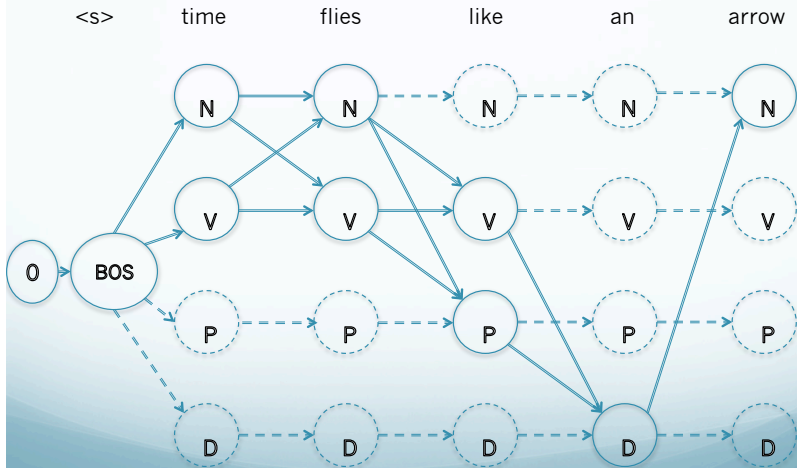 <s> time flies like an arrow
N N N N N
V V V V V
0 BOS
P P P P P
D D D D D